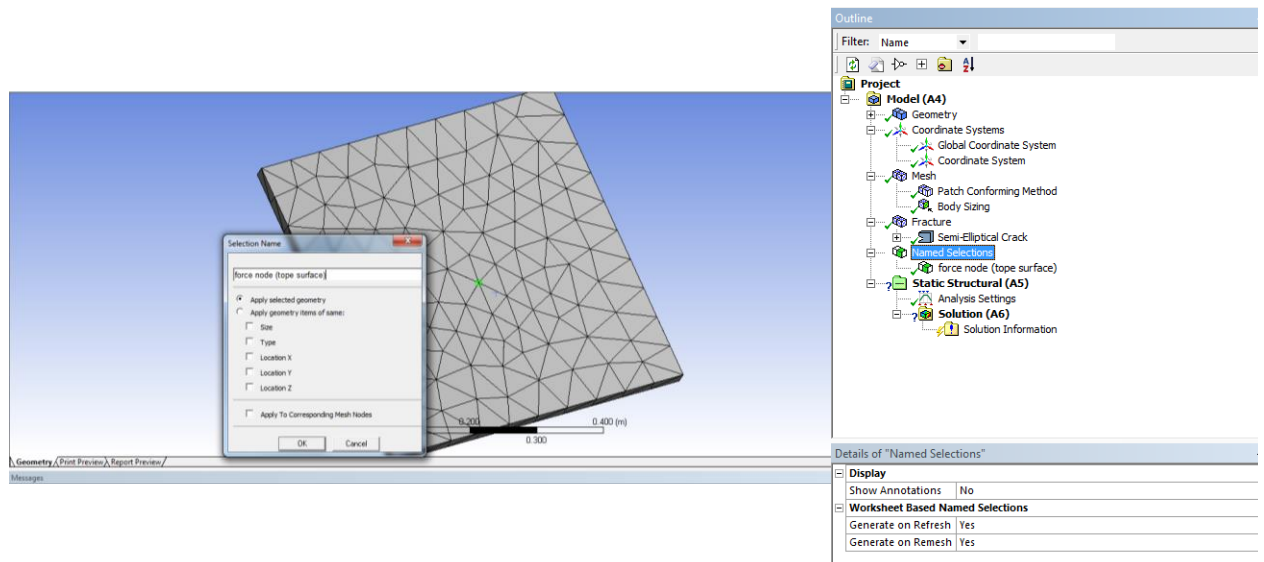 Selection Name
force node (tope surface)
Apply selected geometry
Apply geometry items of same:
Size
Type
Location X
Location Y
Location Z
Apply To Corresponding Mesh Nodes
OK Cancel
0.200 0.400 (m)
0.300
Geometry Print Preview Report Preview
Messages
Outline
Filter: Name
Project
Model (A4)
Geometry
Coordinate Systems
Global Coordinate System
Coordinate System
Mesh
Patch Conforming Method
Body Sizing
Fracture
Semi-Elliptical Crack
Named Selections
force node (tope surface)
Static Structural (A5)
Analysis Settings
Solution (A6)
Solution Information
Details of "Named Selections"
Display
Show Annotations No
Worksheet Based Named Selections
Generate on Refresh Yes
Generate on Remesh Yes